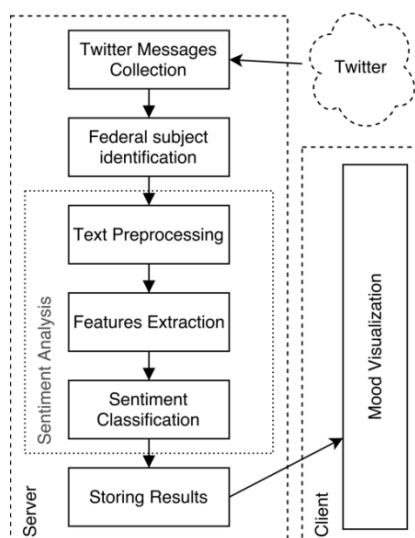 Twitter Messages
Collection
Twitter
Federal subject
identification
Text Preprocessing
Features Extraction
Sentiment
Classification
Sentiment Analysis
Storing Results
Server
Mood Visualization
Client